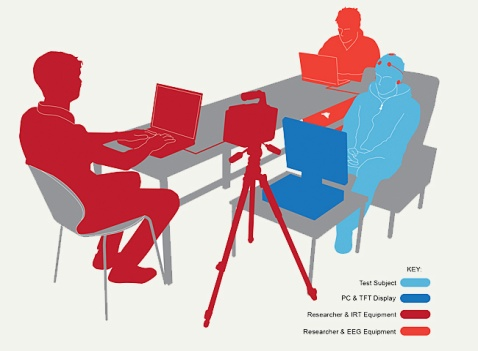 KEY:
Test Subject
PC & TFT Display
Researcher & IRT Equipment
Researcher & EEG Equipment